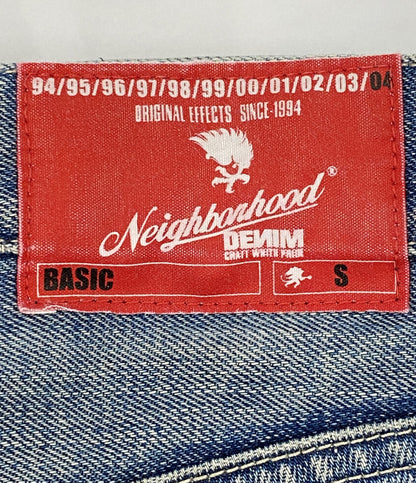 94/95/96/97/98/99/00/01/02/03/04
ORIGINAL EFFECTS SINCE-1994
Neighborhood®
DENIM
CRAFT WHITH PRIDE
BASIC
S